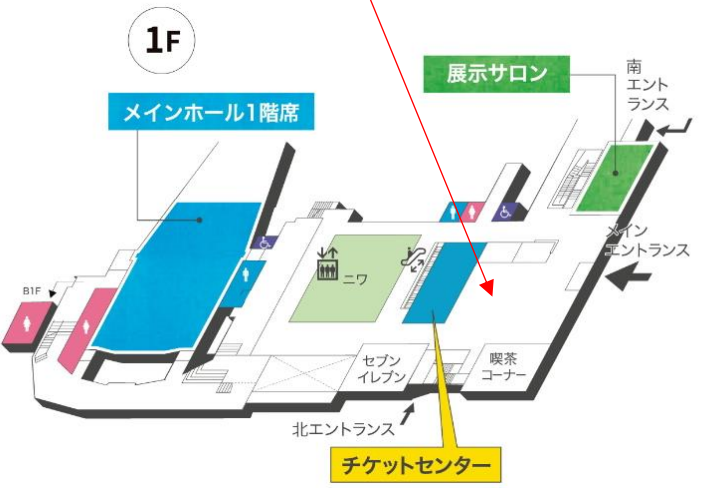 1F
展示サロン
南
エント
ランス
メインホール1階席
メイン
エントランス
ニワ
B1F
セブン
イレブン
喫茶
コーナー
北エントランス
チケットセンター